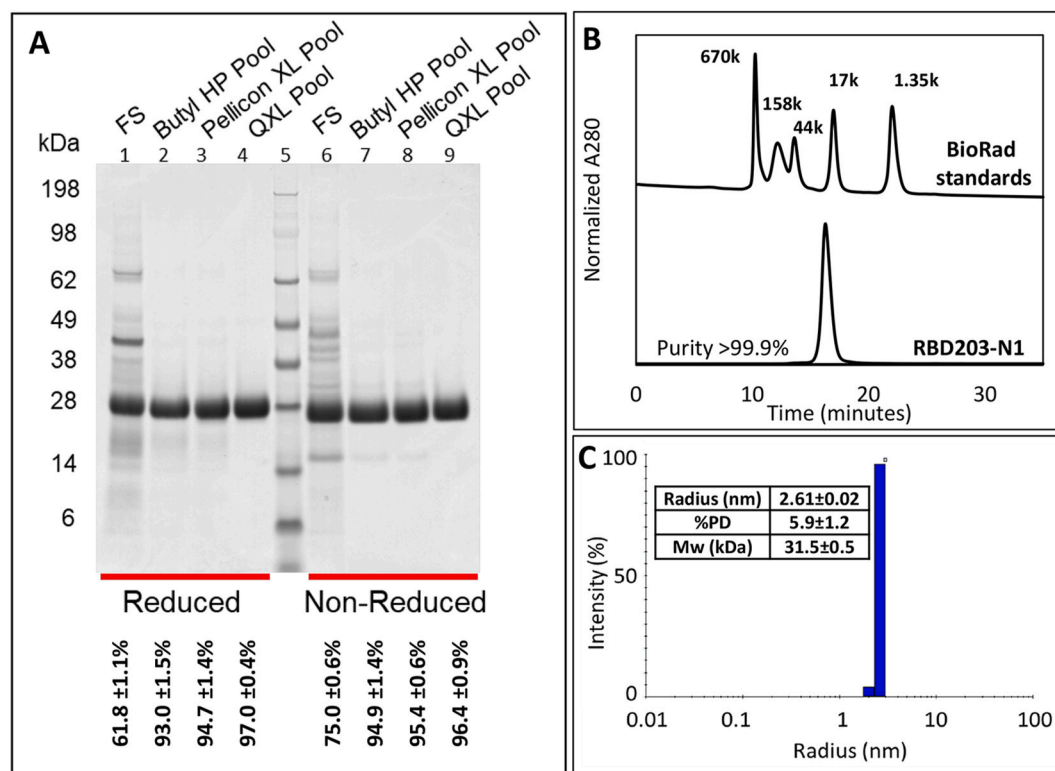 A
FS
Butyl HP Pool
Pellicon XL Pool
QXL Pool
FS
Butyl HP Pool
Pellicon XL Pool
QXL Pool
kDa
1 2 3 4 5 6 7 8 9
198
98
62
49
38
28
14
6
Reduced Non-Reduced
61.8 ±1.1%
93.0 ±1.5%
94.7 ±1.4%
97.0 ±0.4%
75.0 ±0.6%
94.9 ±1.4%
95.4 ±0.6%
96.4 ±0.9%
B
Normalized A280
670k
158k
44k
17k
1.35k
BioRad
standards
Purity >99.9%
RBD203-N1
0 10 20 30
Time (minutes)
C
Intensity (%)
100
50
0
Radius (nm) 2.61±0.02
%PD 5.9±1.2
Mw (kDa) 31.5±0.5
0.01 0.1 1 10 100
Radius (nm)